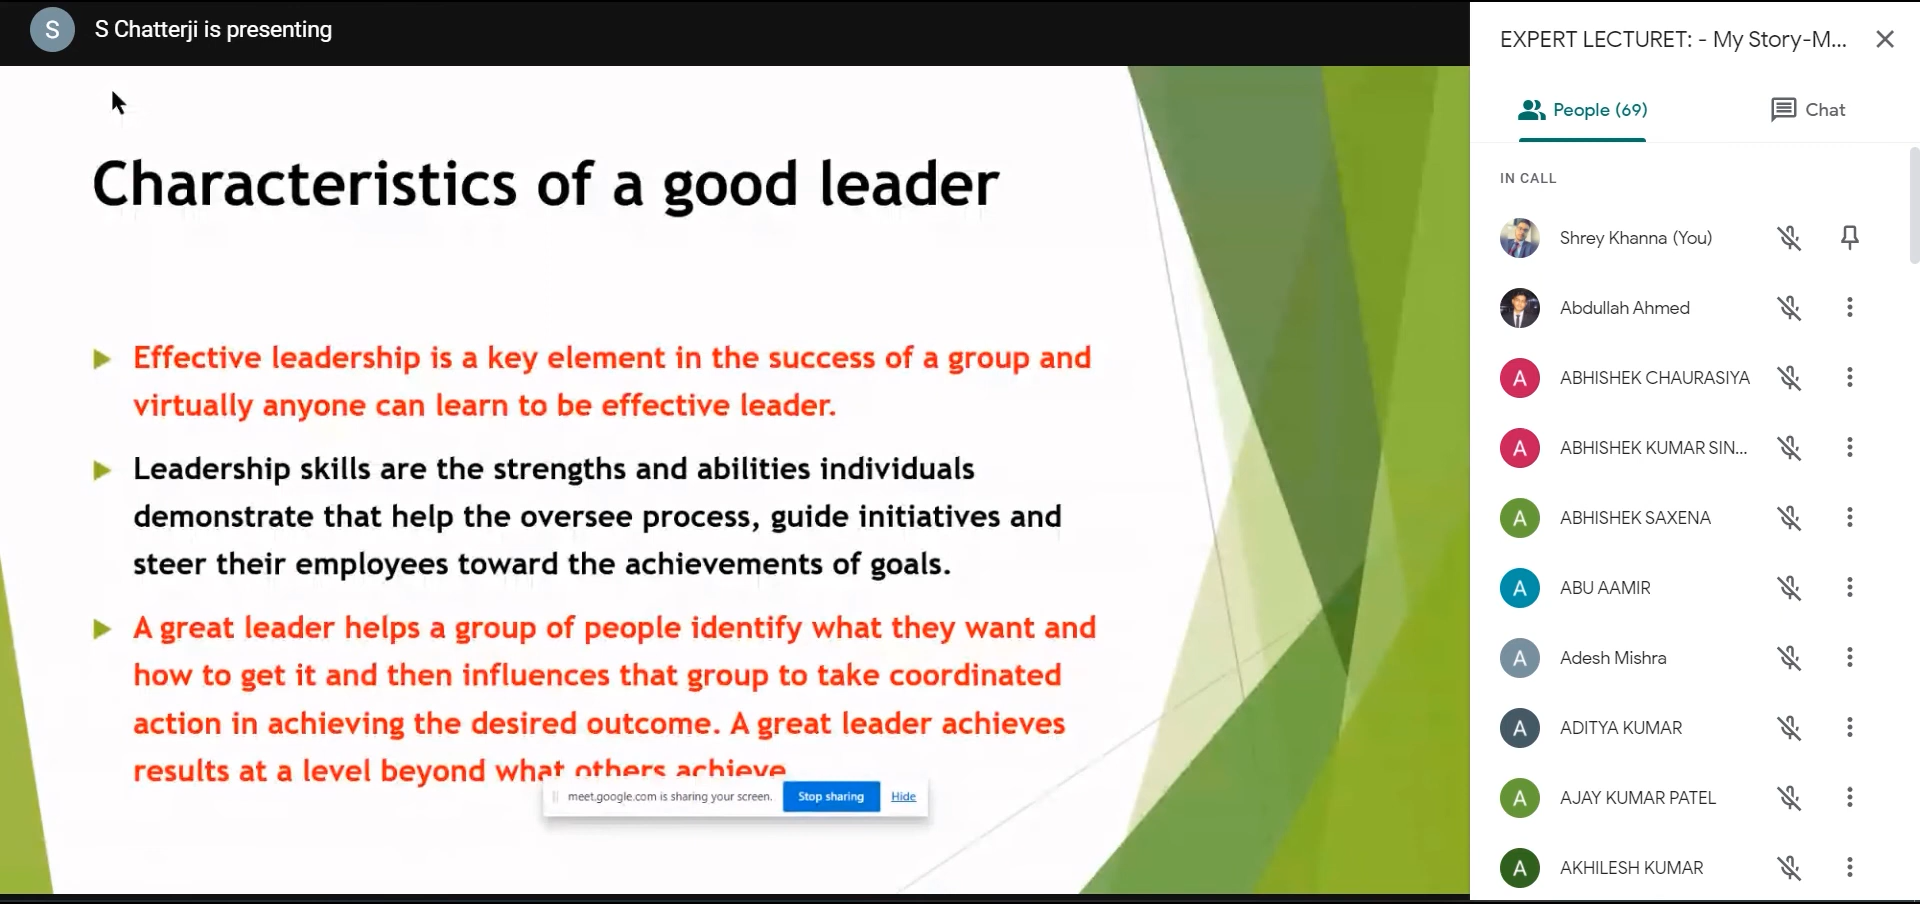 S
S Chatterji is presenting
Characteristics of a good leader
Effective leadership is a key element in the success of a group and
virtually anyone can learn to be effective leader.
Leadership skills are the strengths and abilities individuals
demonstrate that help the oversee process, guide initiatives and
steer their employees toward the achievements of goals.
A great leader helps a group of people identify what they want and
how to get it and then influences that group to take coordinated
action in achieving the desired outcome. A great leader achieves
results at a level beyond what others achieve
meet.google.com is sharing your screen.
Stop sharing
Hide
EXPERT LECTURET: - My Story-M...
People (69)
Chat
IN CALL
Shrey Khanna (You)
Abdullah Ahmed
A
ABHISHEK CHAURASIYA
A
ABHISHEK KUMAR SIN...
A
ABHISHEK SAXENA
A
ABU AAMIR
A
Adesh Mishra
A
ADITYA KUMAR
A
AJAY KUMAR PATEL
A
AKHILESH KUMAR